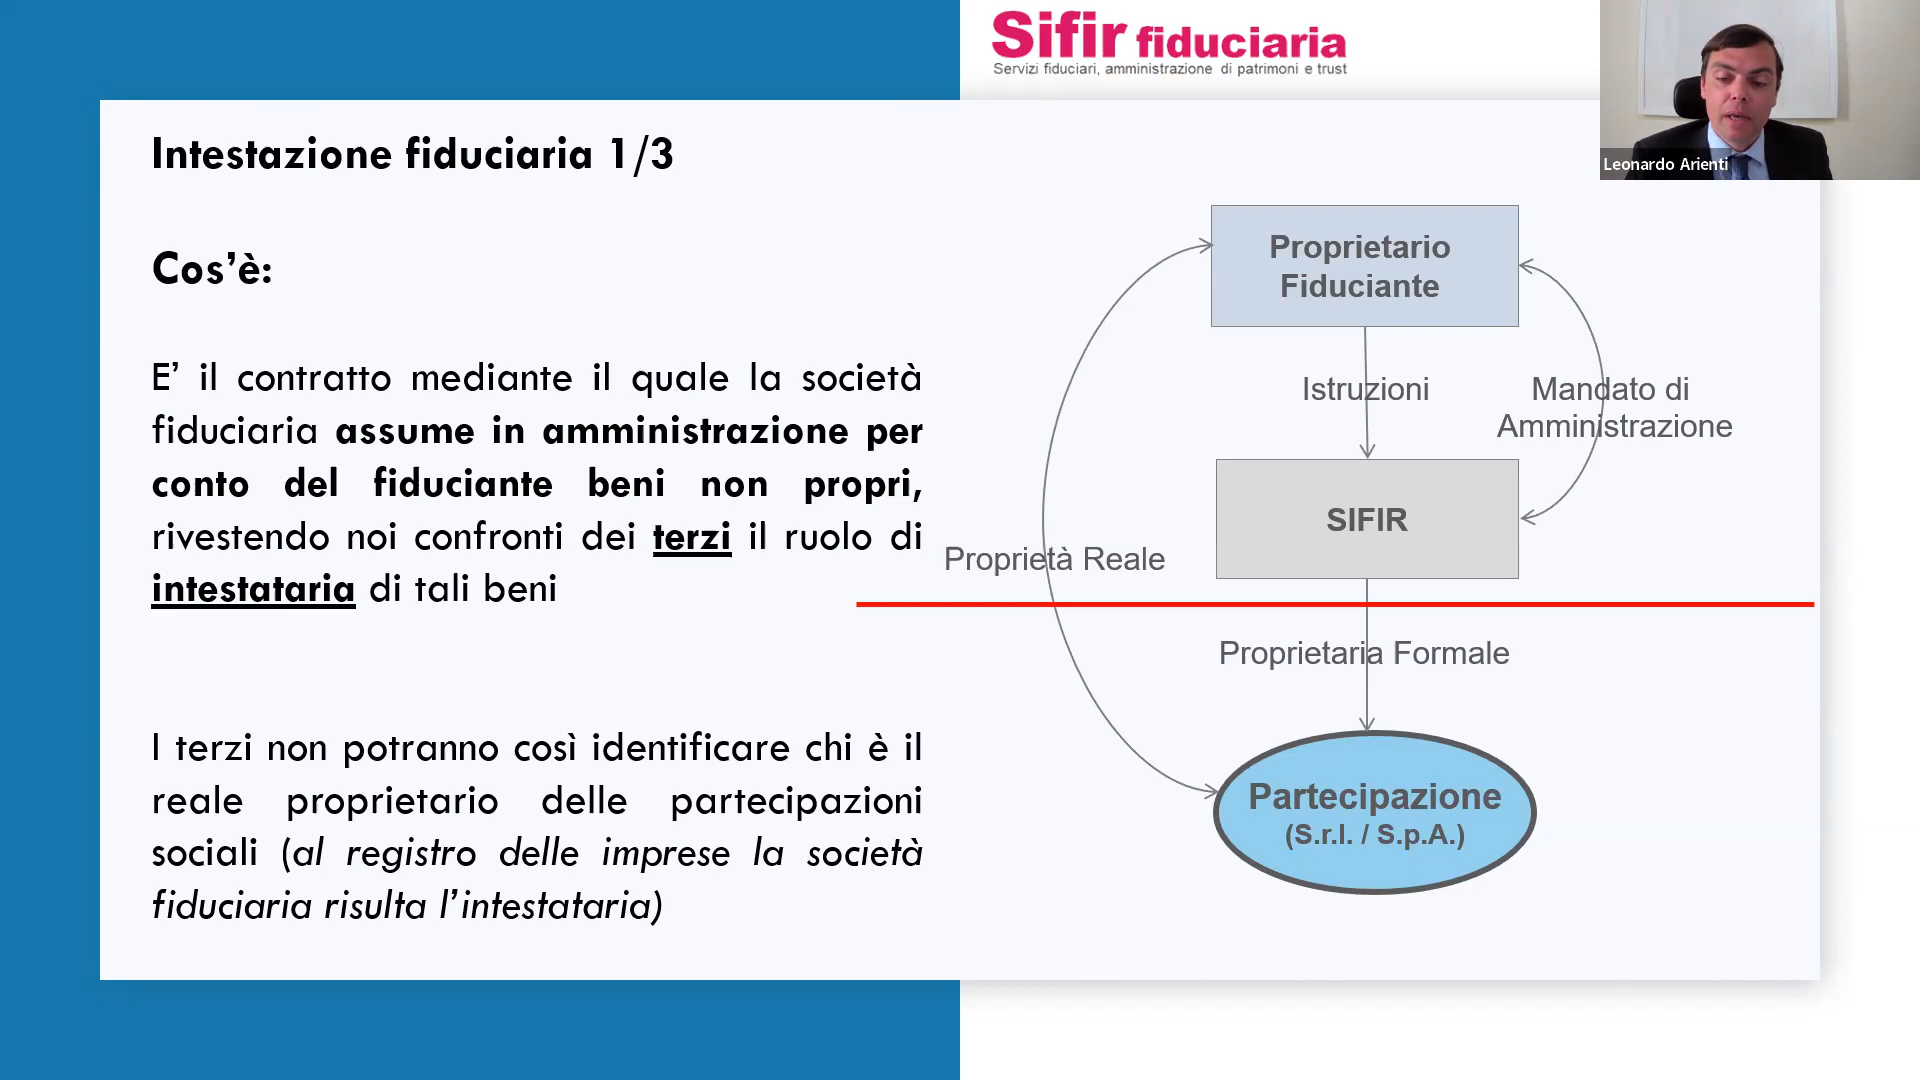 Sifir fiduciaria
Servizi fiduciari, amministrazione di patrimoni e trust
Leonardo Arienti
Intestazione fiduciaria 1/3
Cos’è:
E’ il contratto mediante il quale la società
fiduciaria assume in amministrazione per
conto del fiduciante beni non propri,
rivestendo noi confronti dei terzi il ruolo di
intestataria di tali beni
I terzi non potranno così identificare chi è il
reale proprietario delle partecipazioni
sociali (al registro delle imprese la società
fiduciaria risulta l’intestataria)
Proprietario
Fiduciante
Istruzioni
Mandato di
Amministrazione
SIFIR
Proprietà Reale
Proprietaria Formale
Partecipazione
(S.r.l. / S.p.A.)